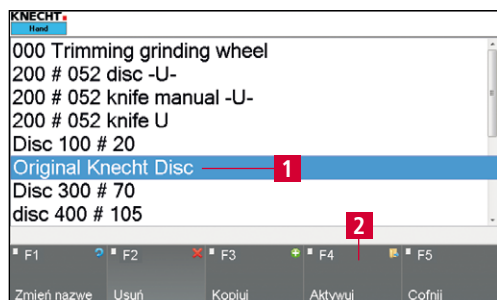 KNECHT
Hand
000 Trimming grinding wheel
200 # 052 disc -U-
200 # 052 knife manual -U-
200 # 052 knife U
Disc 100 # 20
Original Knecht Disc
1
Disc 300 # 70
disc 400 # 105
2
F1 F2 F3 F4 F5
Zmień nazwe Usuń Kopiuj Aktywuj Cofnij